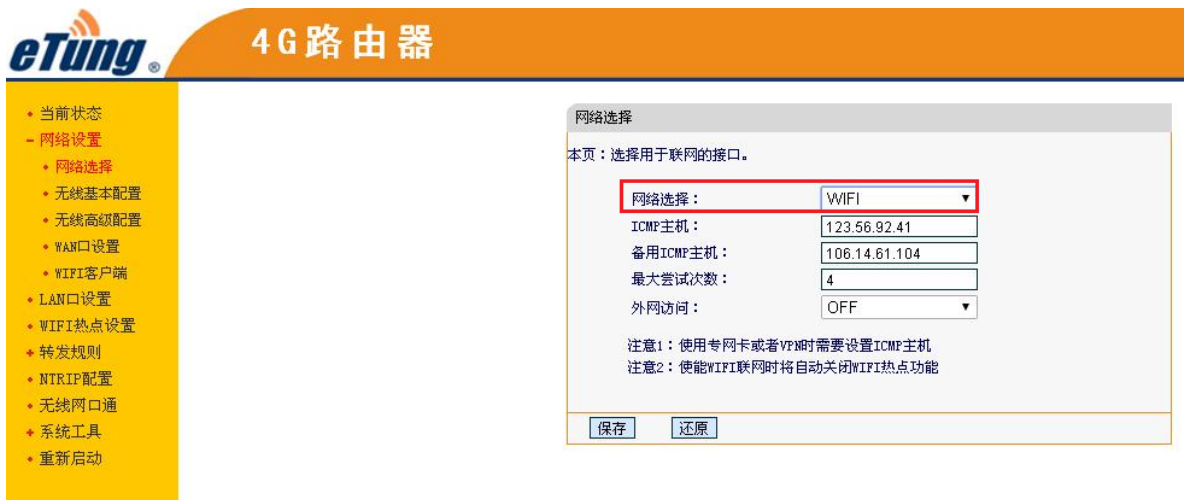 eTung®
4G路由器
当前状态
网络设置
网络选择
无线基本配置
无线高级配置
WAN口设置
WIFI客户端
LAN口设置
WIFI热点设置
转发规则
NTRIP配置
无线网口通
系统工具
重新启动
网络选择
本页：选择用于联网的接口。
网络选择： WIFI
ICMP主机： 123.56.92.41
备用ICMP主机： 106.14.61.104
最大尝试次数： 4
外网访问： OFF
注意1：使用专网卡或者VPN时需要设置ICMP主机
注意2：使能WIFI联网时将自动关闭WIFI热点功能
保存 还原